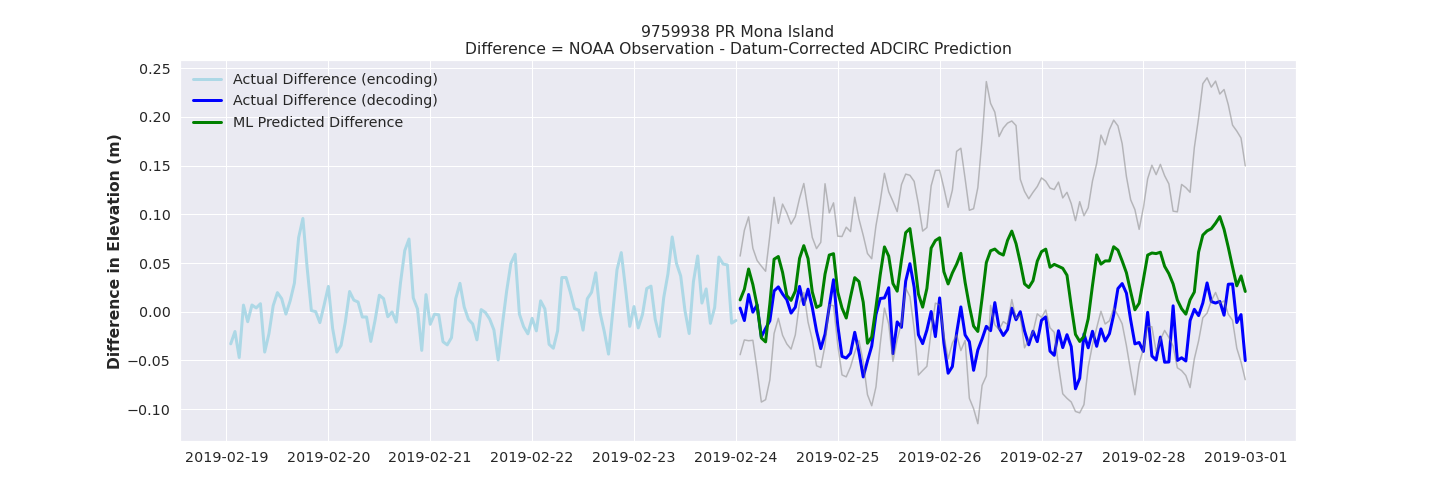 9759938 PR Mona Island
Difference = NOAA Observation - Datum-Corrected ADCIRC Prediction
Actual Difference (encoding)
Actual Difference (decoding)
ML Predicted Difference
Difference in Elevation (m)
0.25
0.20
0.15
0.10
0.05
0.00
−0.05
−0.10
2019-02-19 2019-02-20 2019-02-21 2019-02-22 2019-02-23 2019-02-24 2019-02-25 2019-02-26 2019-02-27 2019-02-28 2019-03-01